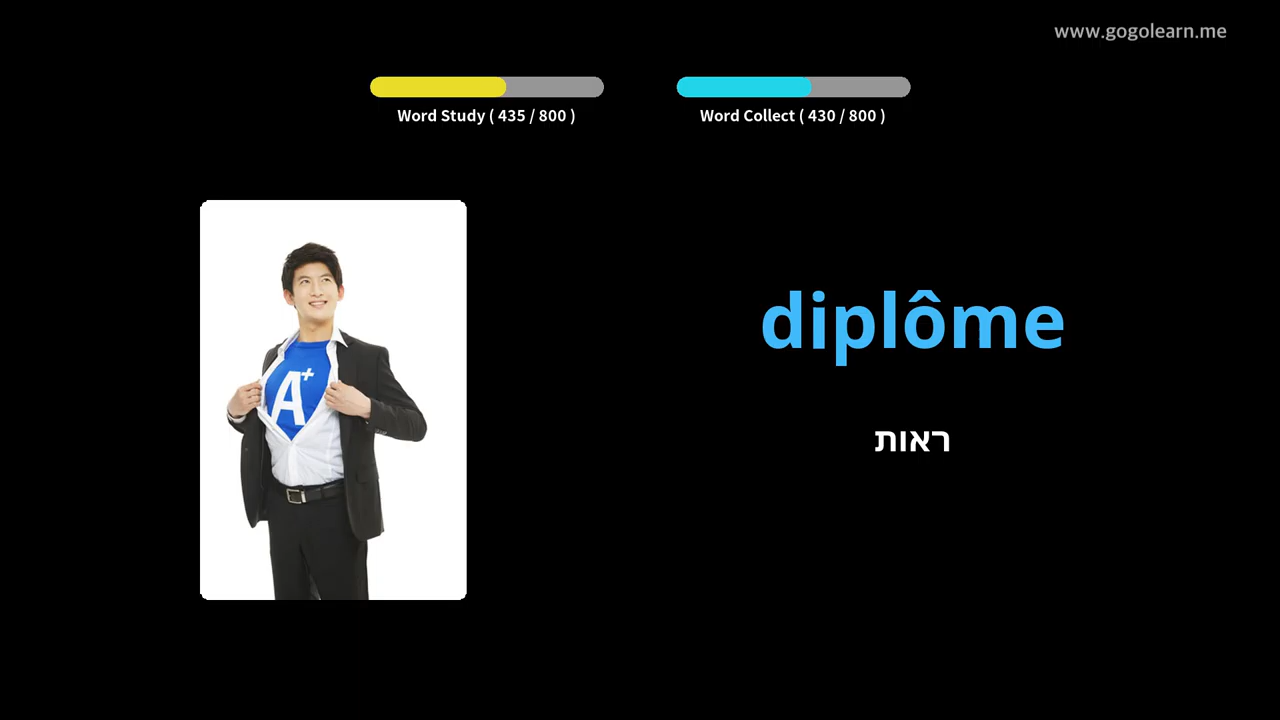 www.gogolearn.me
Word Study ( 435 / 800 )
Word Collect ( 430 / 800 )
A+
diplôme
ראות